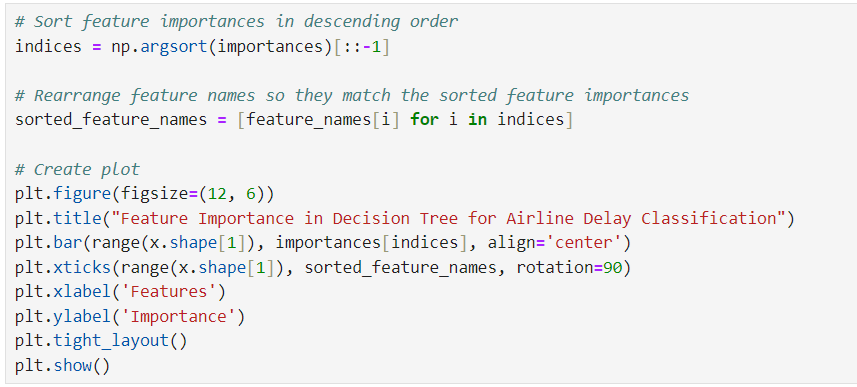 # Sort feature importances in descending order
indices = np.argsort(importances)[::-1]
# Rearrange feature names so they match the sorted feature importances
sorted_feature_names = [feature_names[i] for i in indices]
# Create plot
plt.figure(figsize=(12, 6))
plt.title("Feature Importance in Decision Tree for Airline Delay Classification")
plt.bar(range(x.shape[1]), importances[indices], align='center')
plt.xticks(range(x.shape[1]), sorted_feature_names, rotation=90)
plt.xlabel('Features')
plt.ylabel('Importance')
plt.tight_layout()
plt.show()